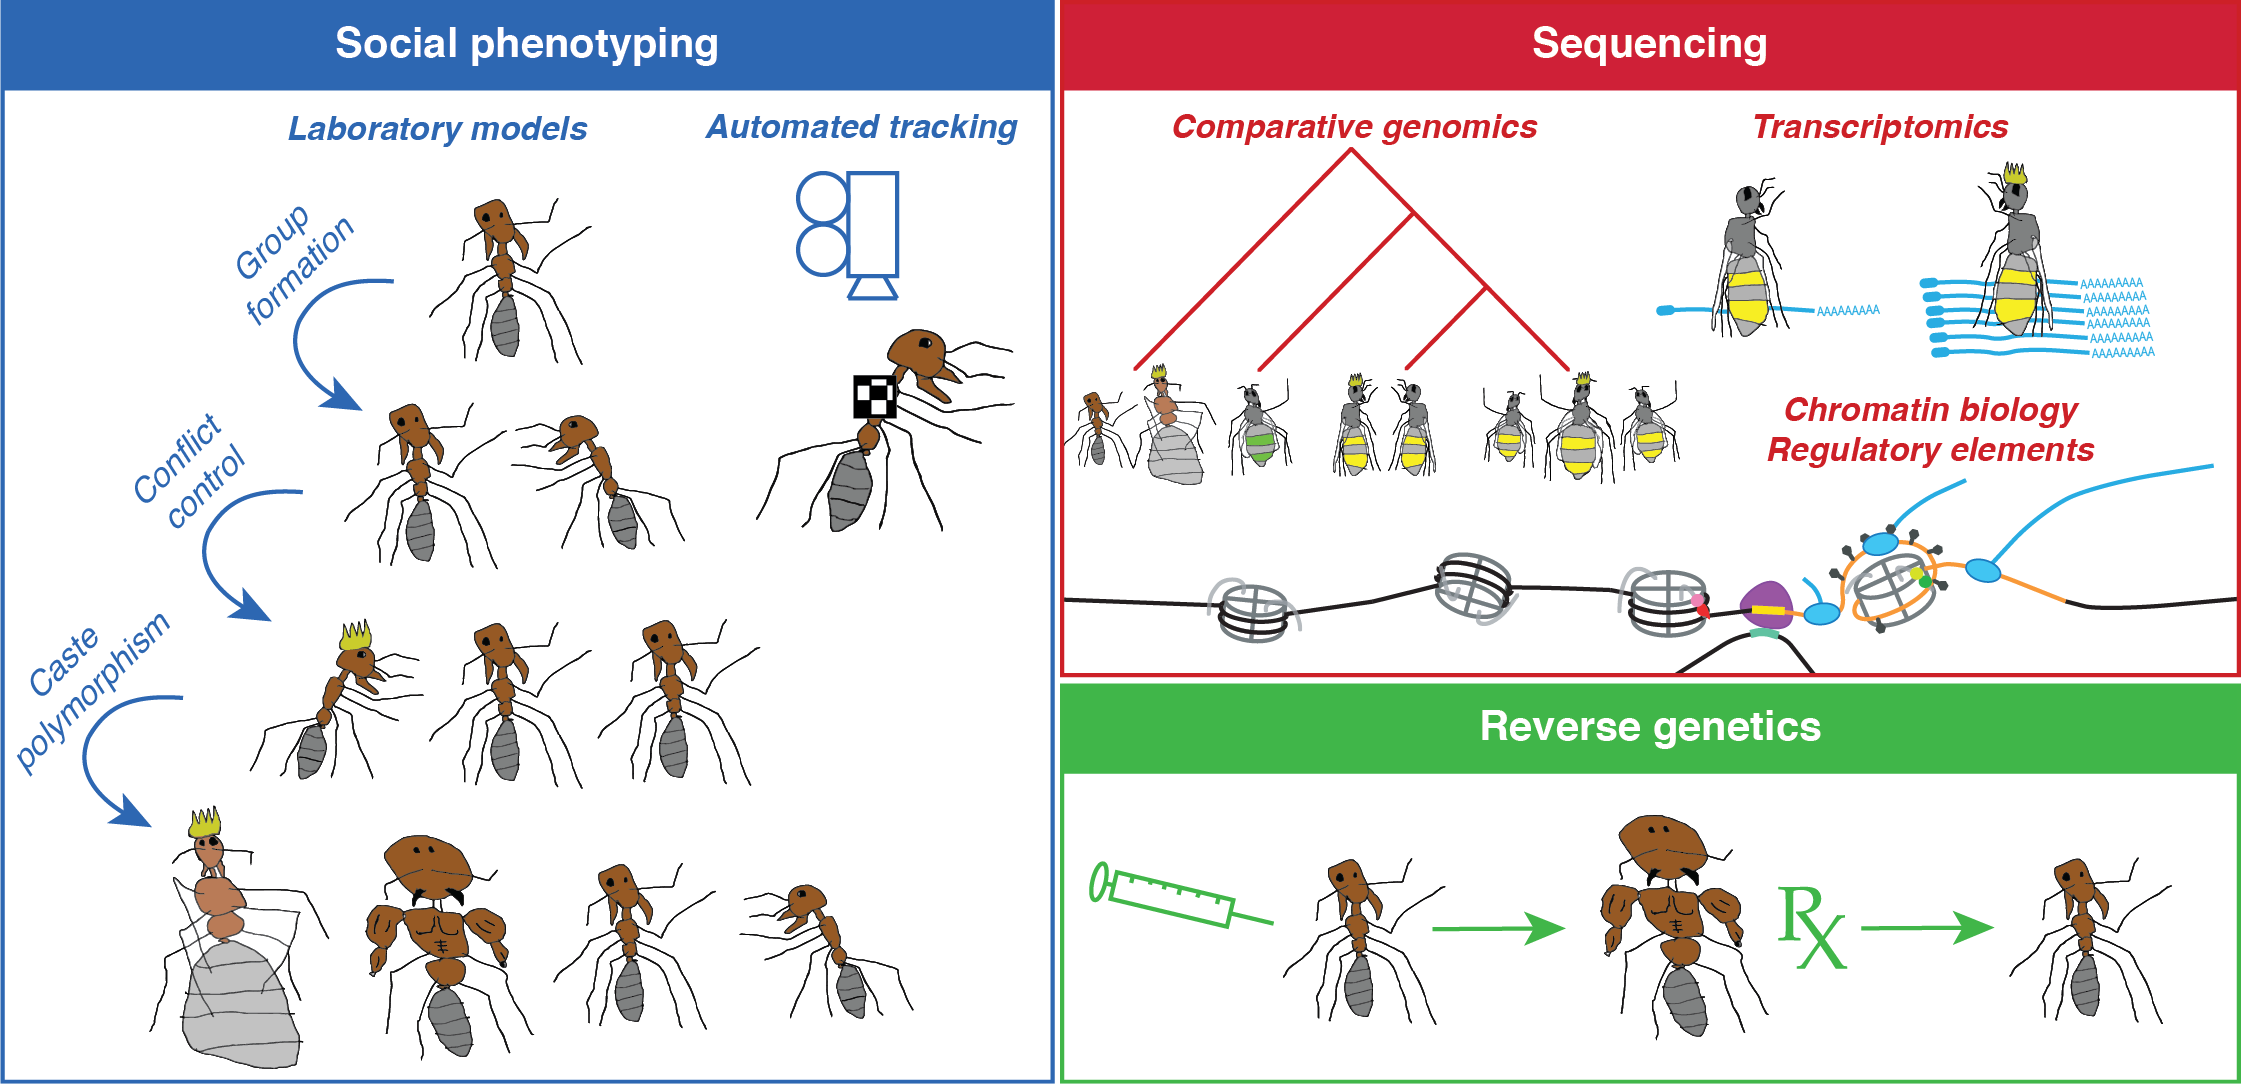 Social phenotyping
Laboratory models
Automated tracking
Group
formation
Conflict
control
Caste
polymorphism
Sequencing
Comparative genomics
Transcriptomics
AAAAAAAAA
AAAAAAAAA
AAAAAAAAA
AAAAAAAAA
AAAAAAAAA
AAAAAAAAA
AAAAAAAAA
Chromatin biology
Regulatory elements
Reverse genetics
Rx